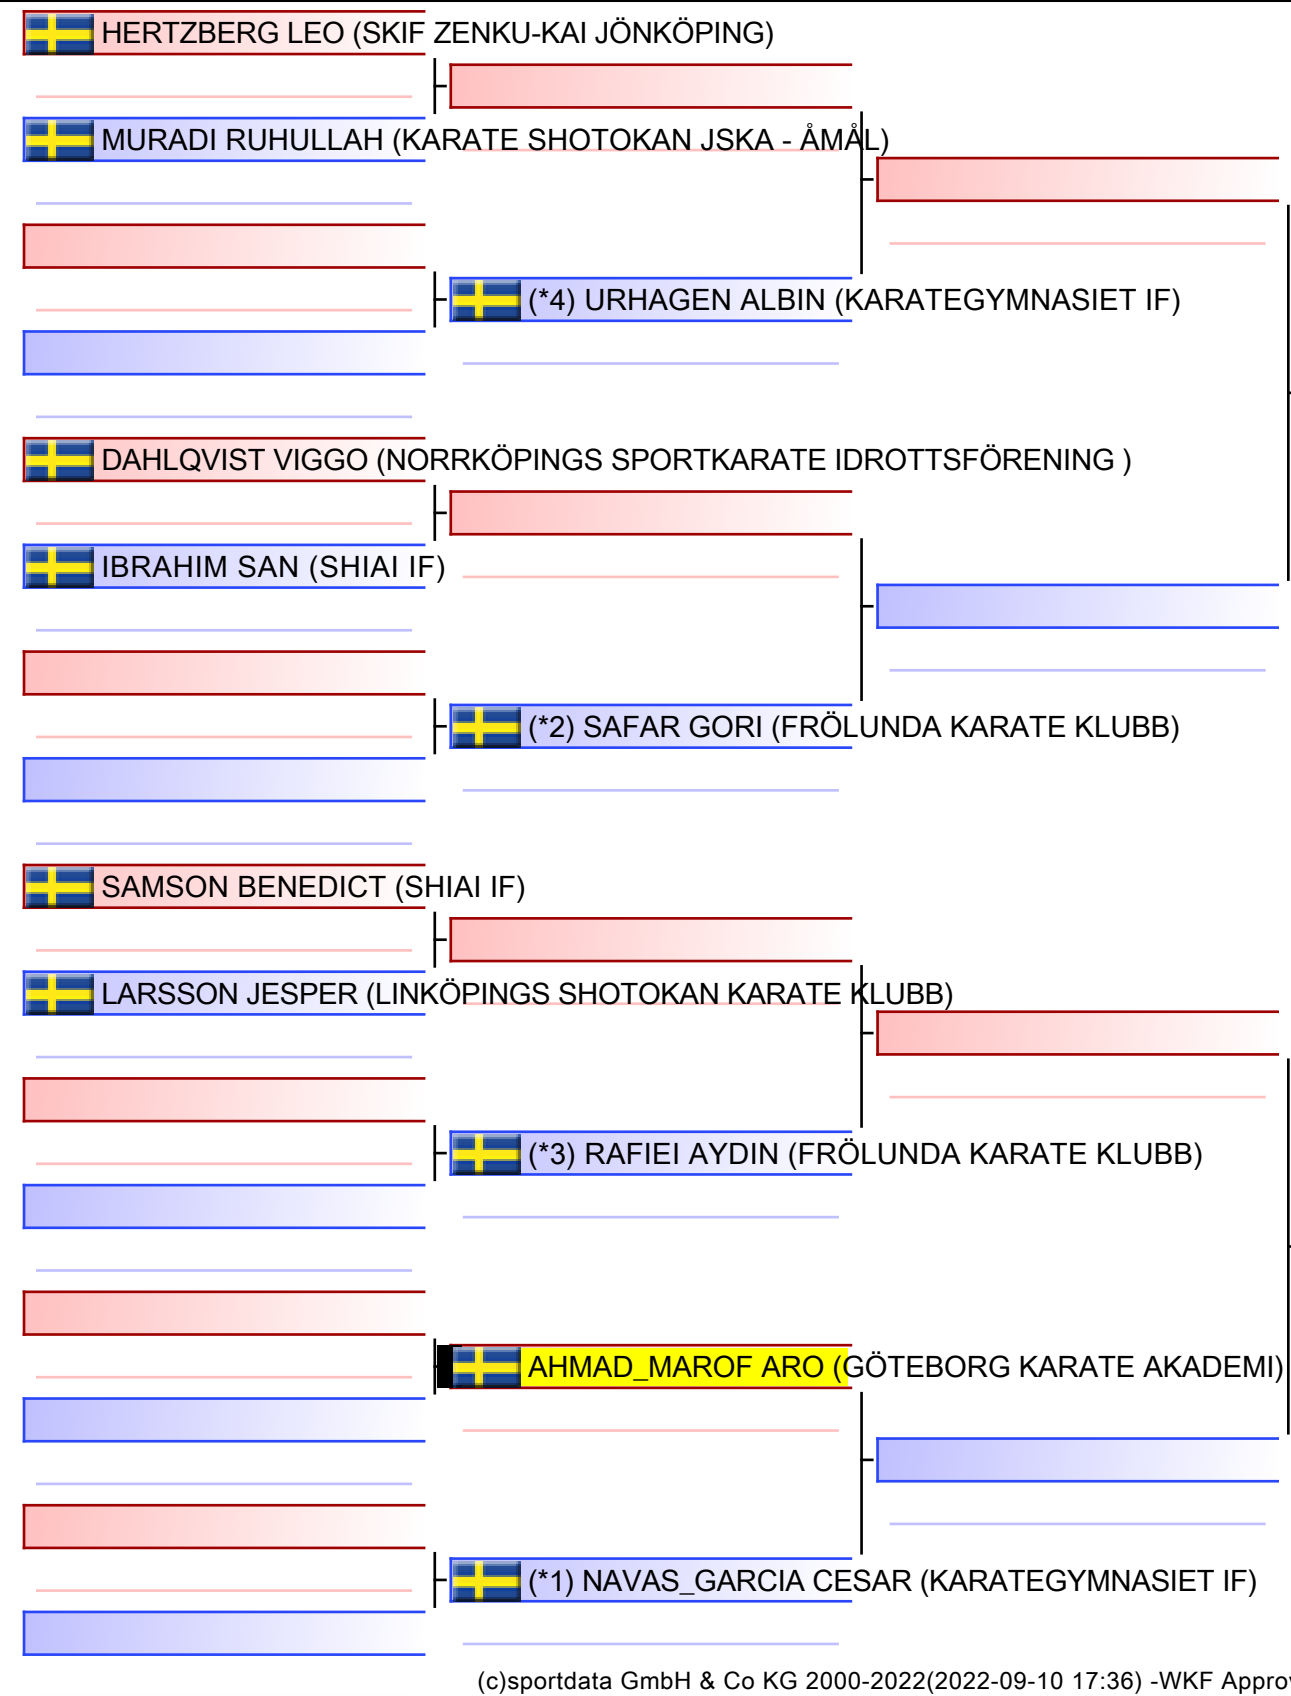 HERTZBERG LEO (SKIF ZENKU-KAI JÖNKÖPING)
MURADI RUHULLAH (KARATE SHOTOKAN JSKA - ÅMÅL)
(*4) URHAGEN ALBIN (KARATEGYMNASIET IF)
DAHLQVIST VIGGO (NORRKÖPINGS SPORTKARATE IDROTTSFÖRENING )
IBRAHIM SAN (SHIAI IF)
(*2) SAFAR GORI (FRÖLUNDA KARATE KLUBB)
SAMSON BENEDICT (SHIAI IF)
LARSSON JESPER (LINKÖPINGS SHOTOKAN KARATE KLUBB)
(*3) RAFIEI AYDIN (FRÖLUNDA KARATE KLUBB)
AHMAD_MAROF ARO (GÖTEBORG KARATE AKADEMI)
(*1) NAVAS_GARCIA CESAR (KARATEGYMNASIET IF)
(c)sportdata GmbH & Co KG 2000-2022(2022-09-10 17:36) -WKF